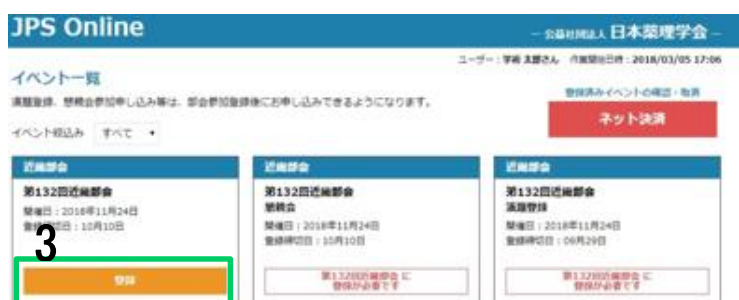 JPS Online
― 公益社団法人 日本薬理学会 ―
ユーザー：学術 太郎さん 作業開始日時：2018/03/05 17:06
イベント一覧
演題登録、懇親会参加申し込み等は、部会参加登録後にお申し込みできるようになります。
登録済みイベントの確認・取消
ネット決済
イベント絞込み すべて
近畿部会
第132回近畿部会
開催日：2018年11月24日
登録締切日：10月10日
3
登録
近畿部会
第132回近畿部会
懇親会
開催日：2018年11月24日
登録締切日：10月10日
第132回近畿部会 に
登録が必要です
近畿部会
第132回近畿部会
演題登録
開催日：2018年11月24日
登録締切日：09月29日
第132回近畿部会 に
登録が必要です